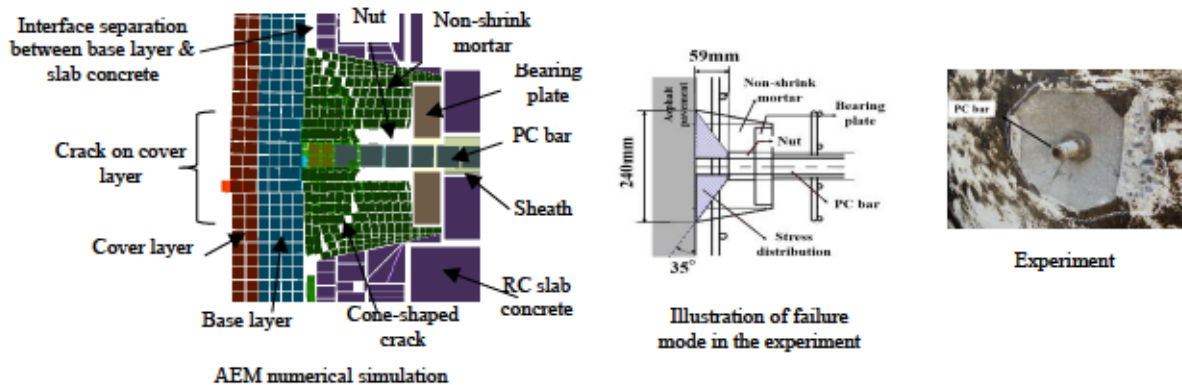 Interface separation
between base layer &
slab concrete
Nut
Non-shrink
mortar
Bearing
plate
PC bar
Crack on cover
layer
Sheath
Cover layer
RC slab
concrete
Base layer
Cone-shaped
crack
AEM numerical simulation
59mm
Asphalt
pavement
Non-shrink
mortar
Bearing
plate
Nut
240mm
PC bar
Stress
distribution
35°
Illustration of failure
mode in the experiment
PC bar
Experiment